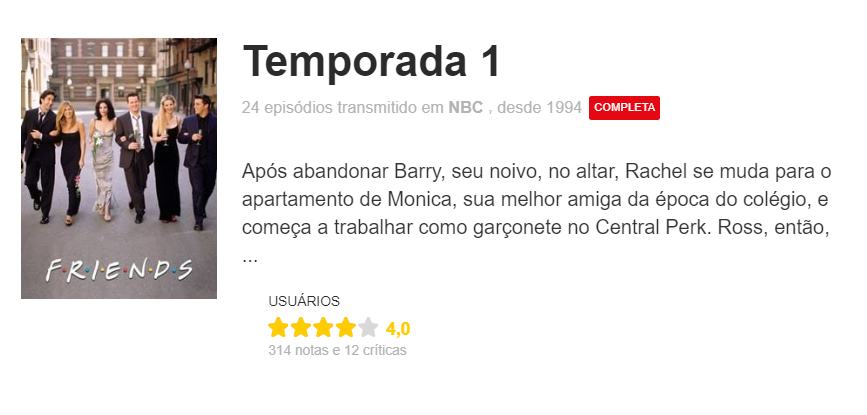 Temporada 1
24 episódios transmitido em NBC , desde 1994 COMPLETA
Após abandonar Barry, seu noivo, no altar, Rachel se muda para o
apartamento de Monica, sua melhor amiga da época do colégio, e
começa a trabalhar como garçonete no Central Perk. Ross, então,
...
F·R·I·E·N·D·S
USUÁRIOS
4,0
314 notas e 12 críticas